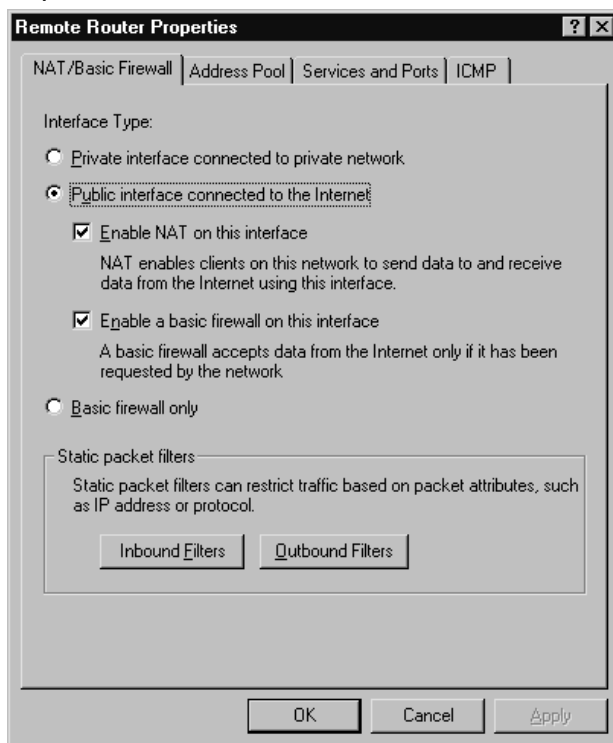 Remote Router Properties
NAT/Basic Firewall Address Pool Services and Ports ICMP
Interface Type:
Private interface connected to private network
Public interface connected to the Internet
Enable NAT on this interface
NAT enables clients on this network to send data to and receive
data from the Internet using this interface.
Enable a basic firewall on this interface
A basic firewall accepts data from the Internet only if it has been
requested by the network
Basic firewall only
Static packet filters
Static packet filters can restrict traffic based on packet attributes, such
as IP address or protocol.
Inbound Filters Outbound Filters
OK Cancel Apply